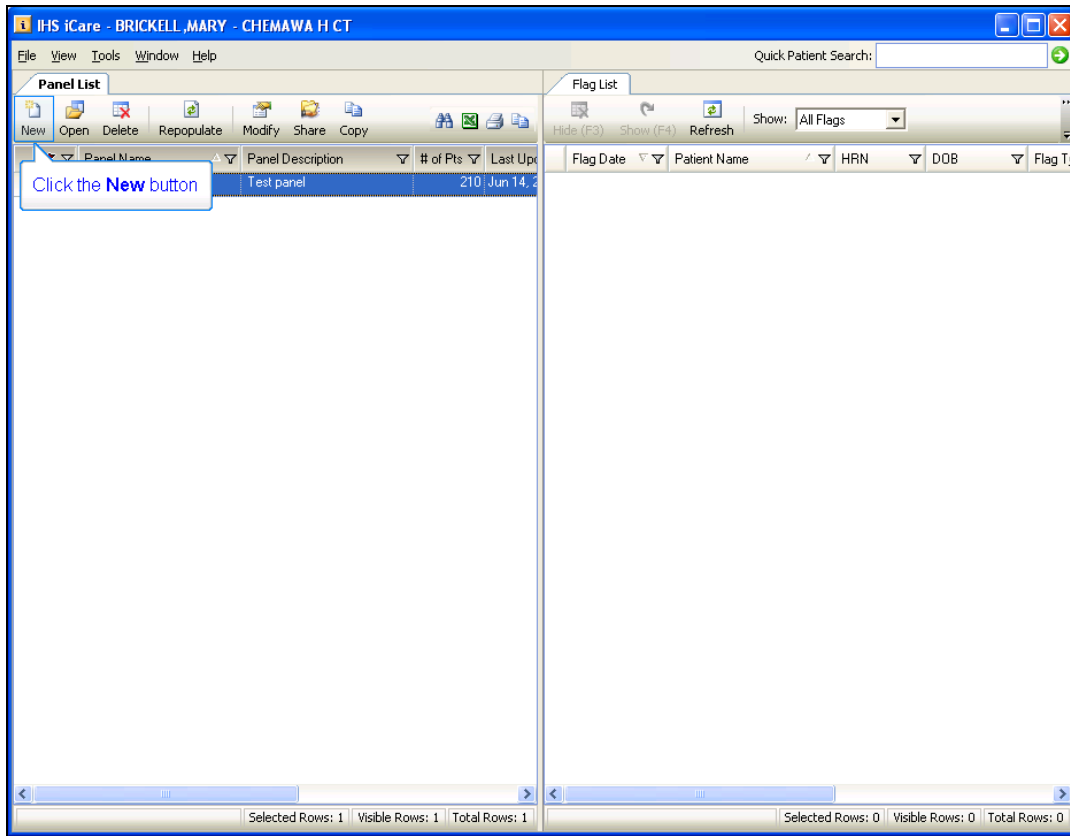 IHS iCare - BRICKELL ,MARY - CHEMAWA H CT
File View Tools Window Help Quick Patient Search:
Panel List
New Open Delete Repopulate Modify Share Copy
Panel Name Panel Description # of Pts Last Upd
Click the New button
Test panel 210 Jun 14, 2
Selected Rows: 1 Visible Rows: 1 Total Rows: 1
Flag List
Hide (F3) Show (F4) Refresh Show: All Flags
Flag Date Patient Name HRN DOB Flag Ty
Selected Rows: 0 Visible Rows: 0 Total Rows: 0